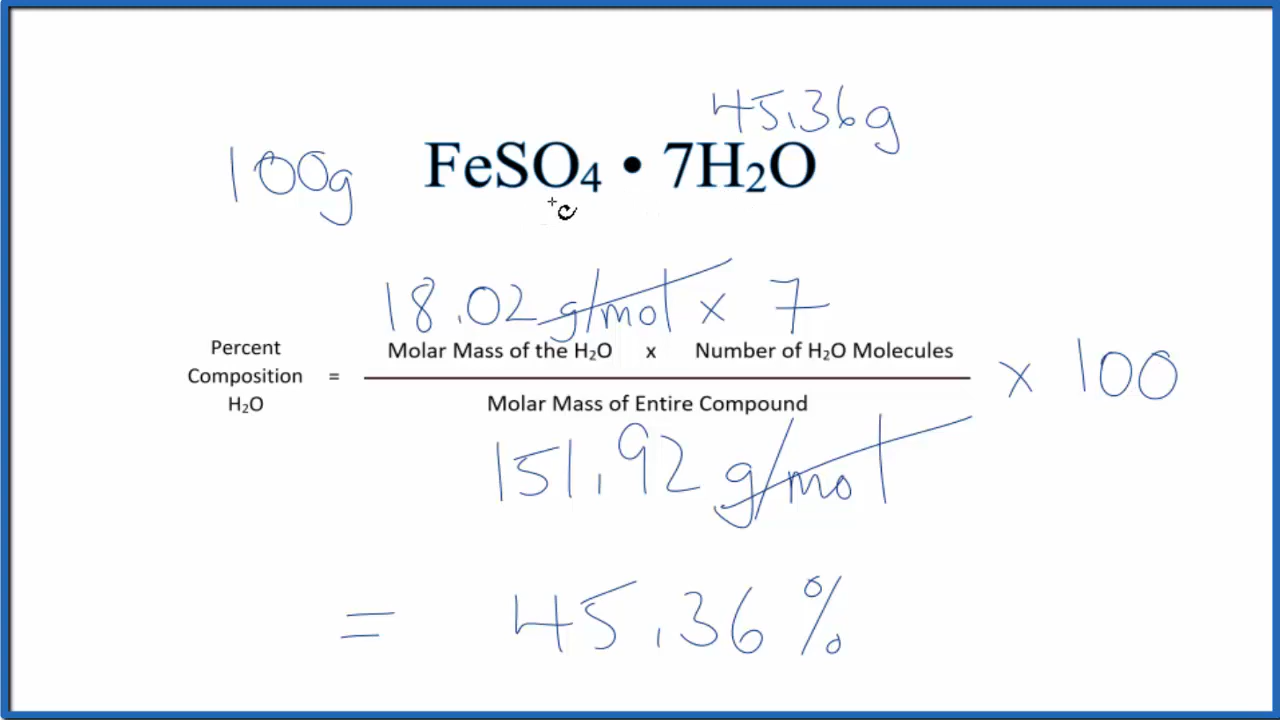 45.36g
100g FeSO₄ • 7H₂O
18.02 g/mol x 7
Percent Composition H₂O = Molar Mass of the H₂O x Number of H₂O Molecules x 100
Molar Mass of Entire Compound
151.92 g/mol
= 45.36 %